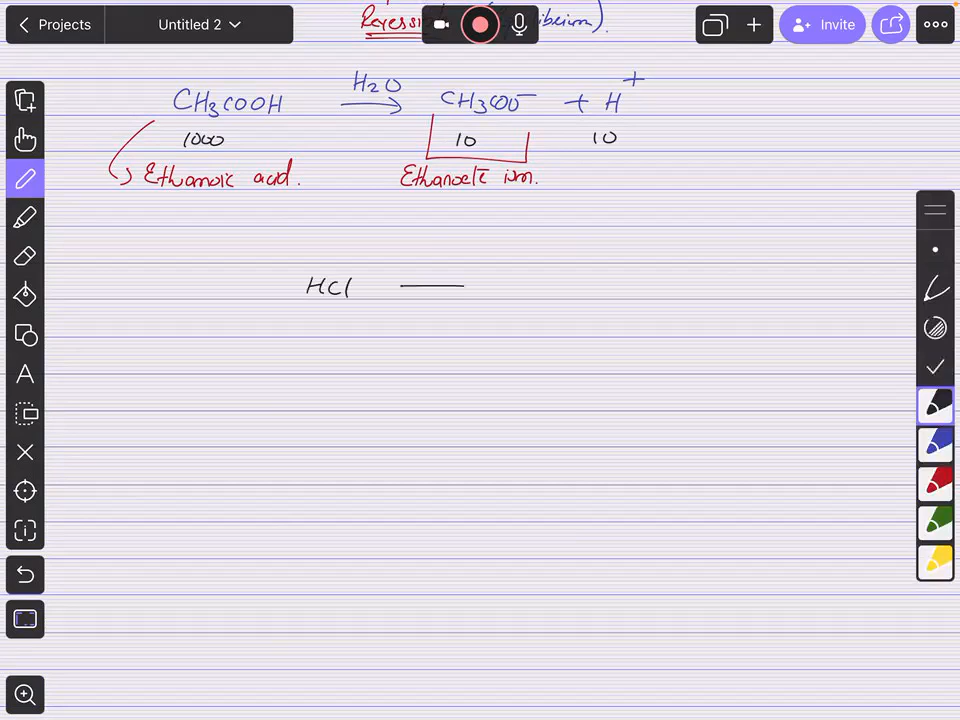 Projects Untitled 2 Invite
H2O
CH3COOH CH3COO− + H+
1000 10 10
Ethanoic acid. Ethanoate ion.
HCl
A